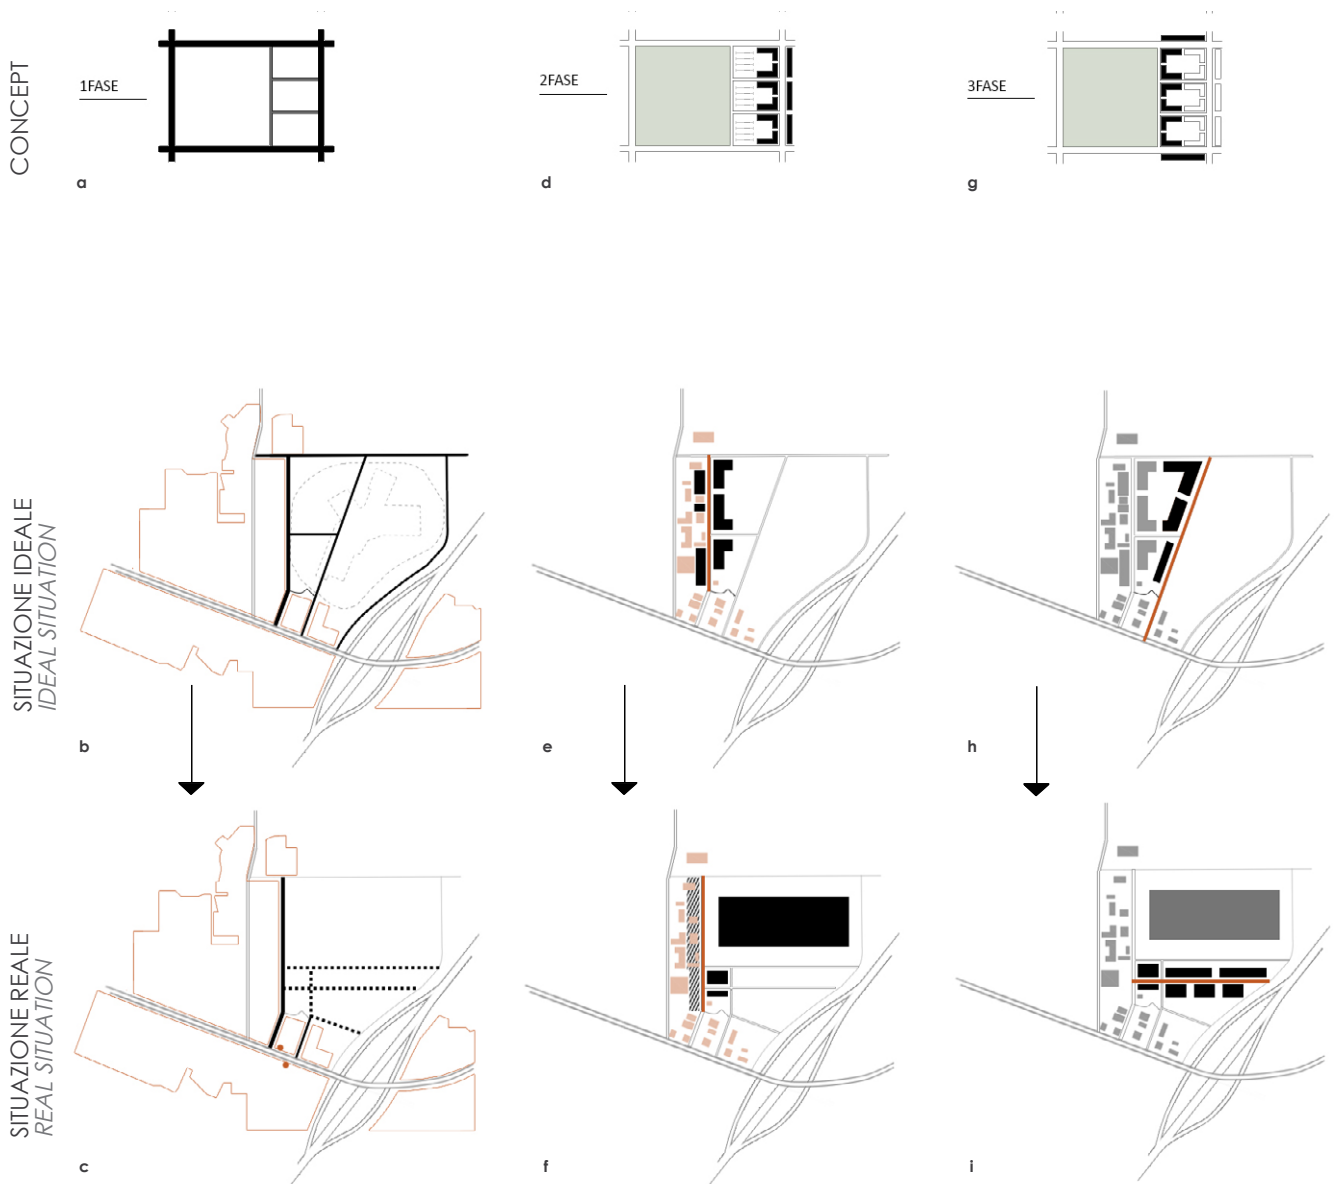 CONCEPT
1FASE
2FASE
3FASE
a
d
g
SITUAZIONE IDEALE
IDEAL SITUATION
b
e
h
SITUAZIONE REALE
REAL SITUATION
c
f
i